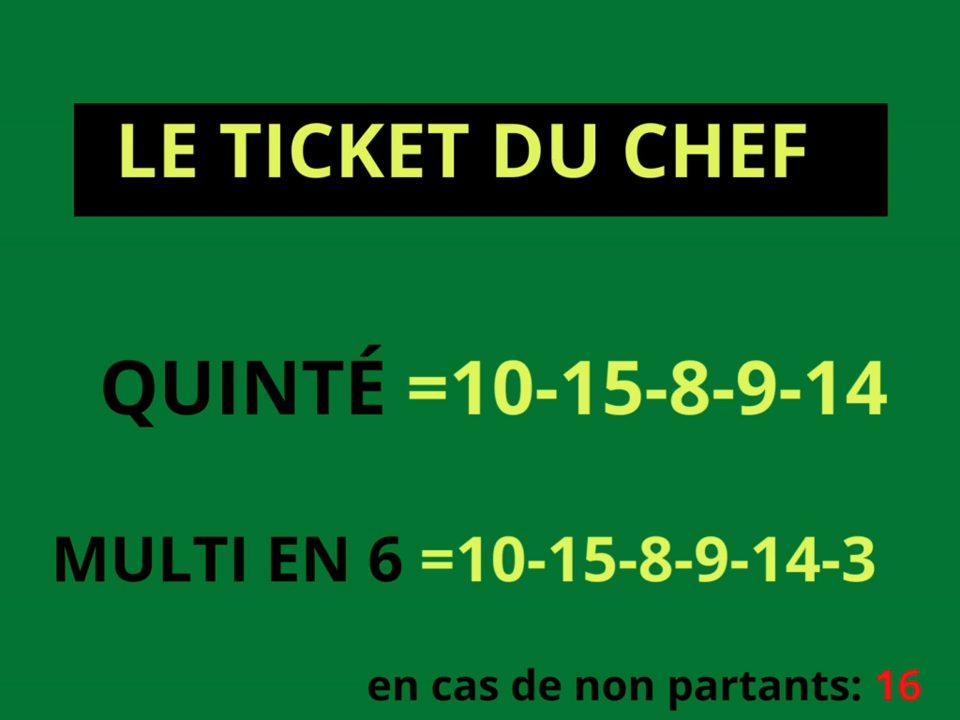 LE TICKET DU CHEF
QUINTÉ =10-15-8-9-14
MULTI EN 6 =10-15-8-9-14-3
en cas de non partants: 16